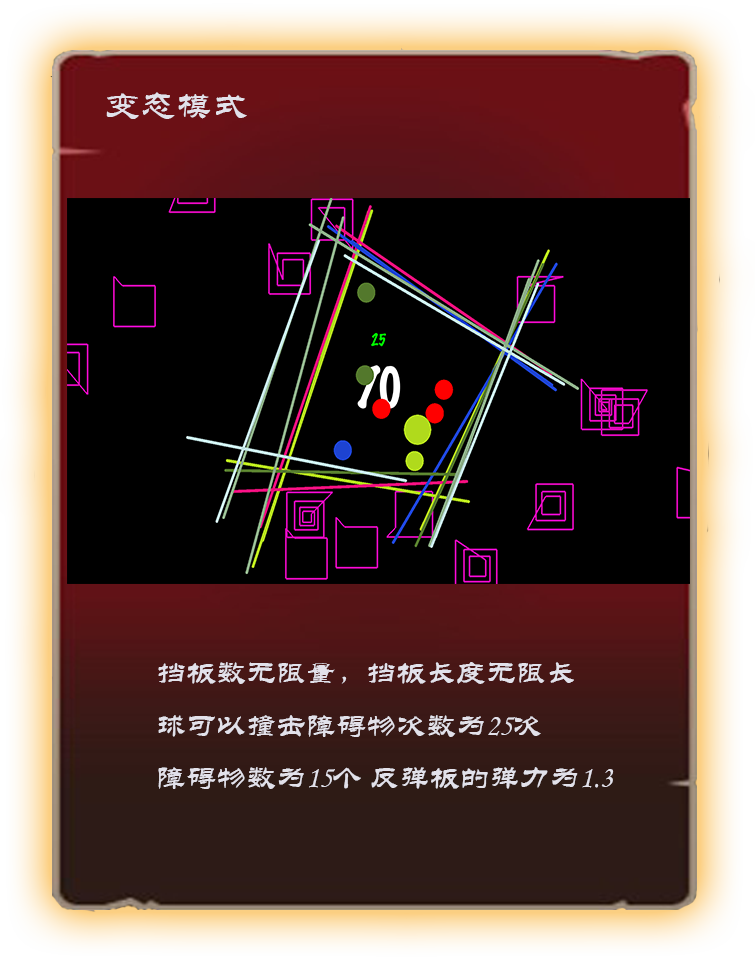 变态模式
25
70
挡板数无限量，挡板长度无限长
球可以撞击障碍物次数为25次
障碍物数为15个 反弹板的弹力为1.3